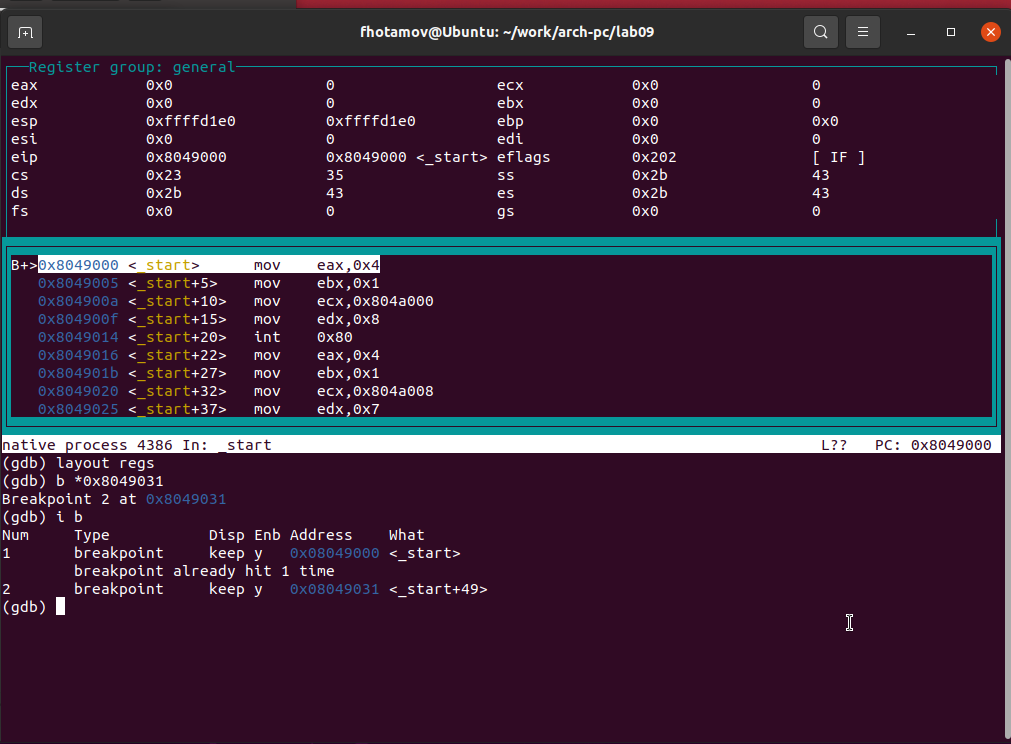 fhotamov@Ubuntu: ~/work/arch-pc/lab09
Register group: general
eax 0x0 0 ecx 0x0 0
edx 0x0 0 ebx 0x0 0
esp 0xffffd1e0 0xffffd1e0 ebp 0x0 0x0
esi 0x0 0 edi 0x0 0
eip 0x8049000 0x8049000 <_start> eflags 0x202 [ IF ]
cs 0x23 35 ss 0x2b 43
ds 0x2b 43 es 0x2b 43
fs 0x0 0 gs 0x0 0
B+>0x8049000 <_start> mov eax,0x4
0x8049005 <_start+5> mov ebx,0x1
0x804900a <_start+10> mov ecx,0x804a000
0x804900f <_start+15> mov edx,0x8
0x8049014 <_start+20> int 0x80
0x8049016 <_start+22> mov eax,0x4
0x804901b <_start+27> mov ebx,0x1
0x8049020 <_start+32> mov ecx,0x804a008
0x8049025 <_start+37> mov edx,0x7
native process 4386 In: _start L?? PC: 0x8049000
(gdb) layout regs
(gdb) b *0x8049031
Breakpoint 2 at 0x8049031
(gdb) i b
Num Type Disp Enb Address What
1 breakpoint keep y 0x08049000 <_start>
breakpoint already hit 1 time
2 breakpoint keep y 0x08049031 <_start+49>
(gdb)